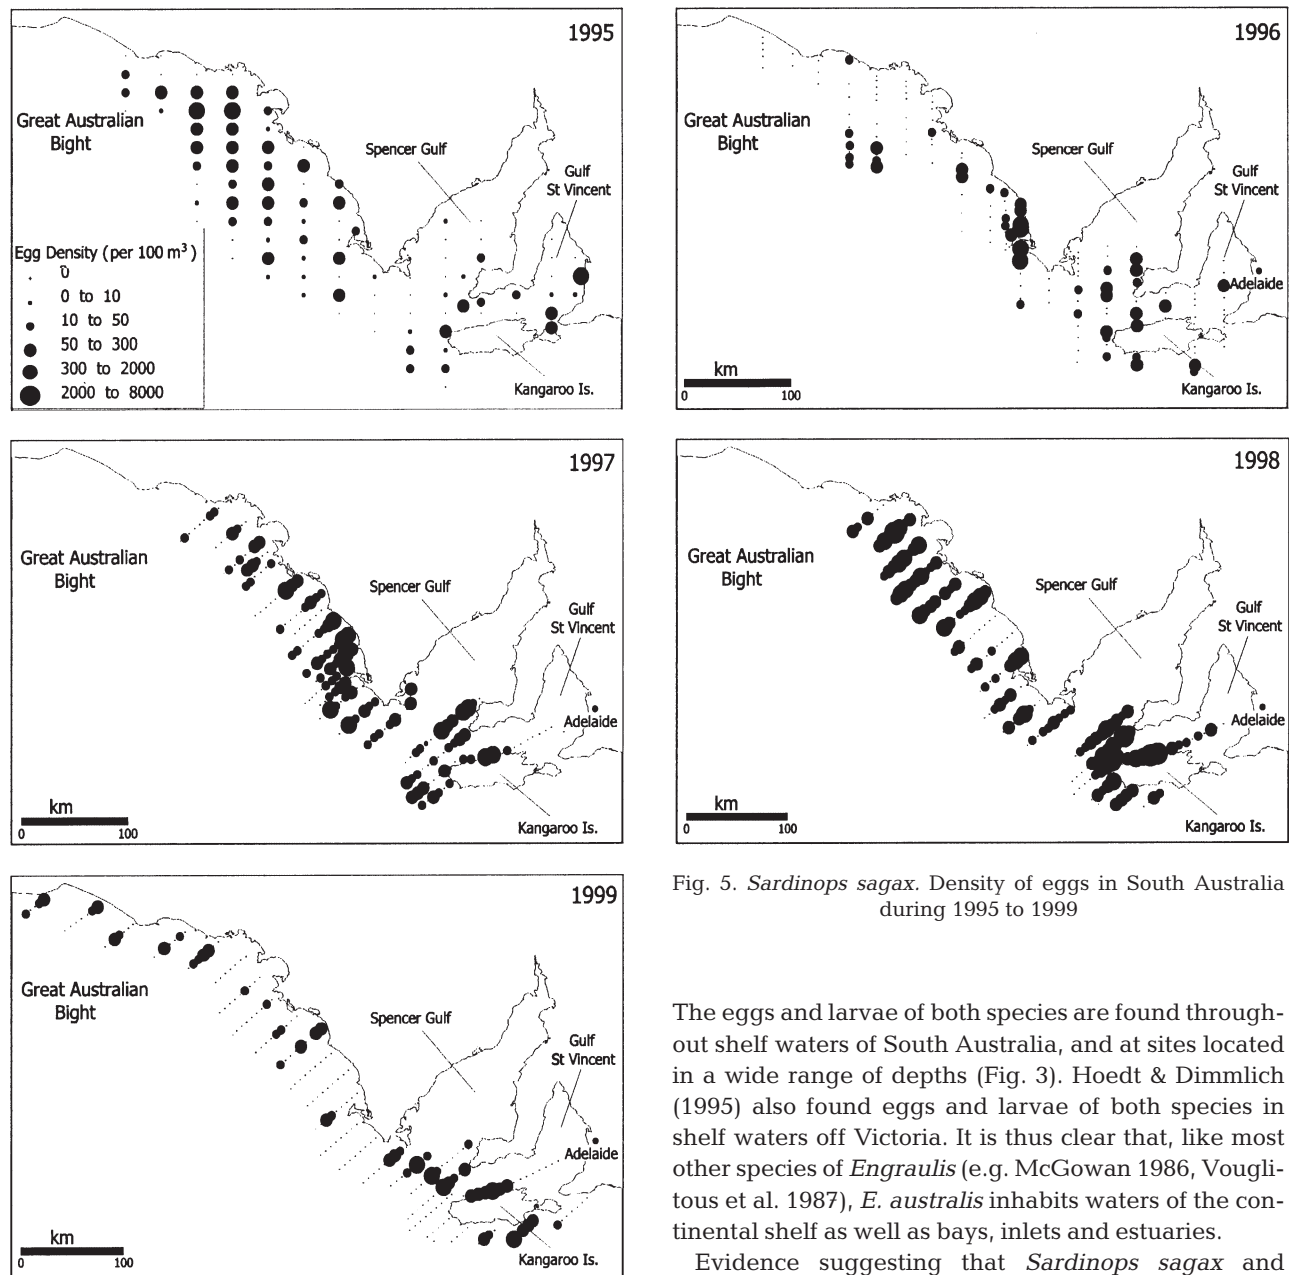 1995
Great Australian
Bight
Spencer Gulf
Gulf
St Vincent
Egg Density (per 100 m³)
0
0 to 10
10 to 50
50 to 300
300 to 2000
2000 to 8000
Kangaroo Is.
1996
Great Australian
Bight
Spencer Gulf
Gulf
St Vincent
Adelaide
km
0 100
Kangaroo Is.
1997
Great Australian
Bight
Spencer Gulf
Gulf
St Vincent
Adelaide
km
0 100
Kangaroo Is.
1998
Great Australian
Bight
Spencer Gulf
Gulf
St Vincent
Adelaide
km
0 100
Kangaroo Is.
1999
Great Australian
Bight
Spencer Gulf
Gulf
St Vincent
Adelaide
km
0 100
Kangaroo Is.
Fig. 5. Sardinops sagax. Density of eggs in South Australia
during 1995 to 1999
The eggs and larvae of both species are found through-
out shelf waters of South Australia, and at sites located
in a wide range of depths (Fig. 3). Hoedt & Dimmlich
(1995) also found eggs and larvae of both species in
shelf waters off Victoria. It is thus clear that, like most
other species of Engraulis (e.g. McGowan 1986, Vougli-
tous et al. 1987), E. australis inhabits waters of the con-
tinental shelf as well as bays, inlets and estuaries.
Evidence suggesting that Sardinops sagax and